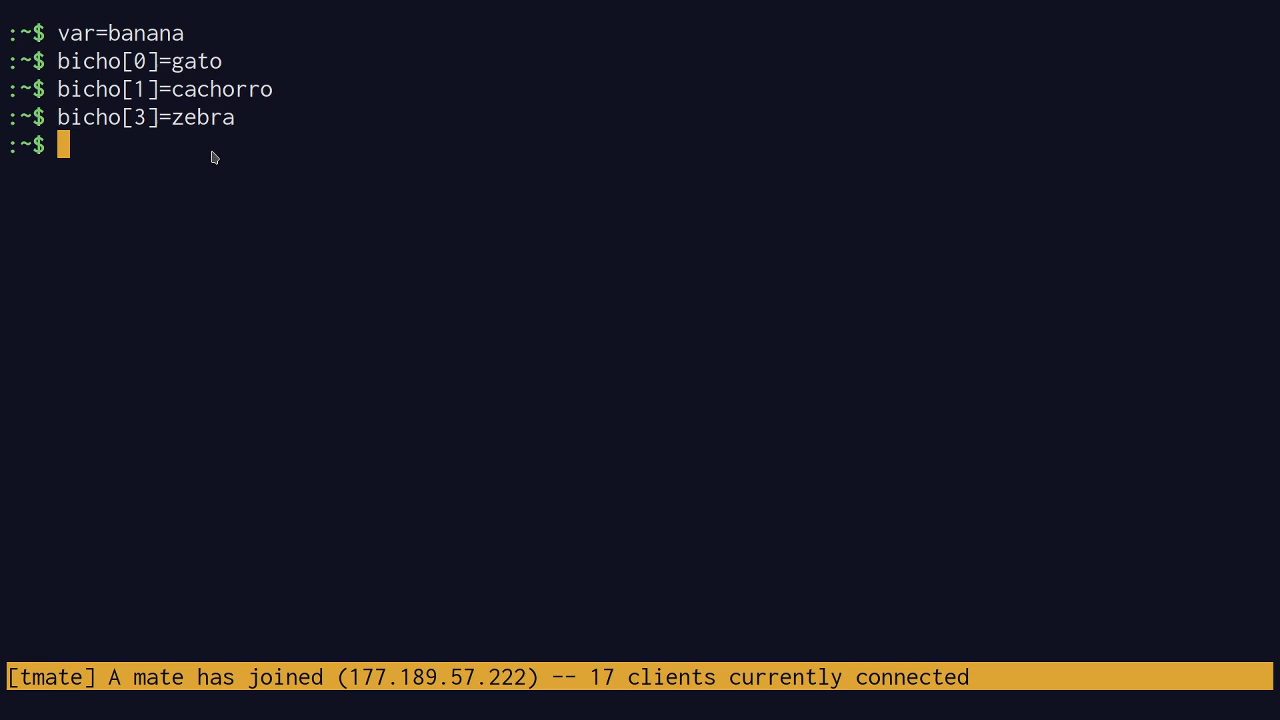 :~$ var=banana
:~$ bicho[0]=gato
:~$ bicho[1]=cachorro
:~$ bicho[3]=zebra
:~$
[tmate] A mate has joined (177.189.57.222) -- 17 clients currently connected